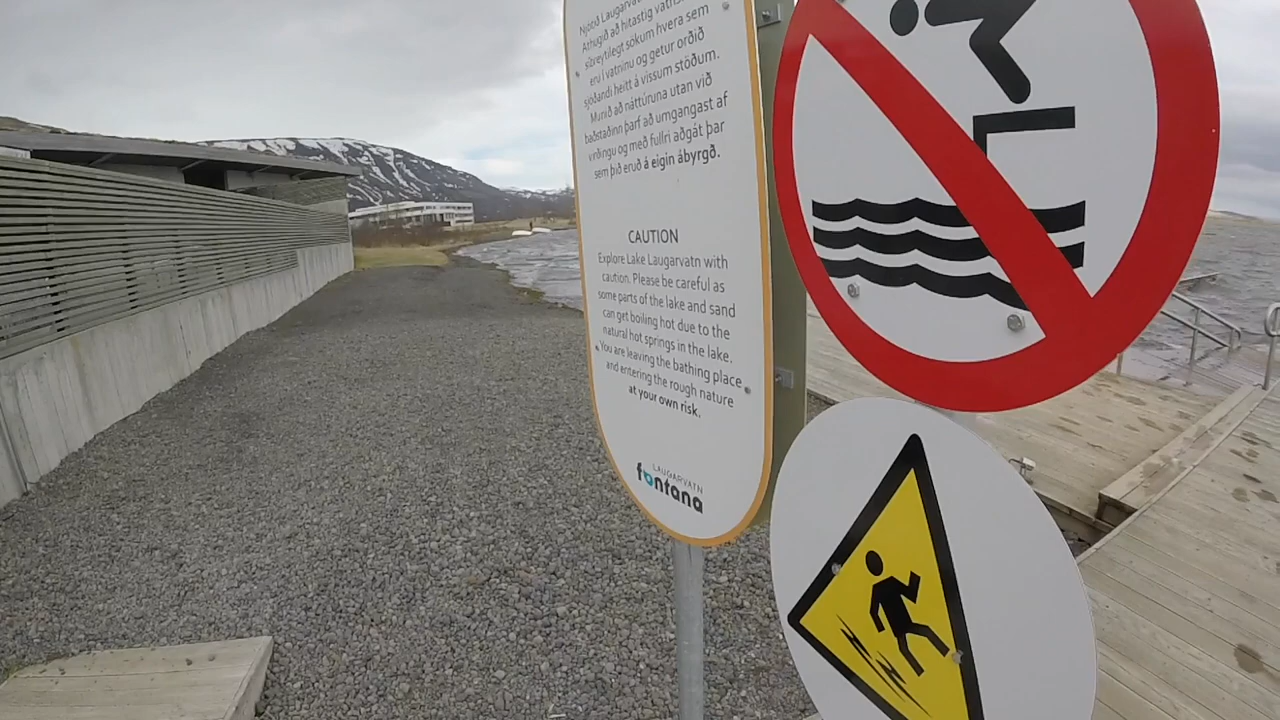 Njótið Laugarvatn
Athugið að hitastig vatns
síbreytilegt sökum hvera sem
eru í vatninu og getur orðið
sjóðandi heitt á vissum stöðum.
Munið að náttúruna utan við
baðstaðinn þarf að umgangast af
virðingu og með fullri aðgát þar
sem þið eruð á eigin ábyrgð.
CAUTION
Explore Lake Laugarvatn with
caution. Please be careful as
some parts of the lake and sand
can get boiling hot due to the
natural hot springs in the lake.
You are leaving the bathing place
and entering the rough nature
at your own risk.
LAUGARVATN
fontana